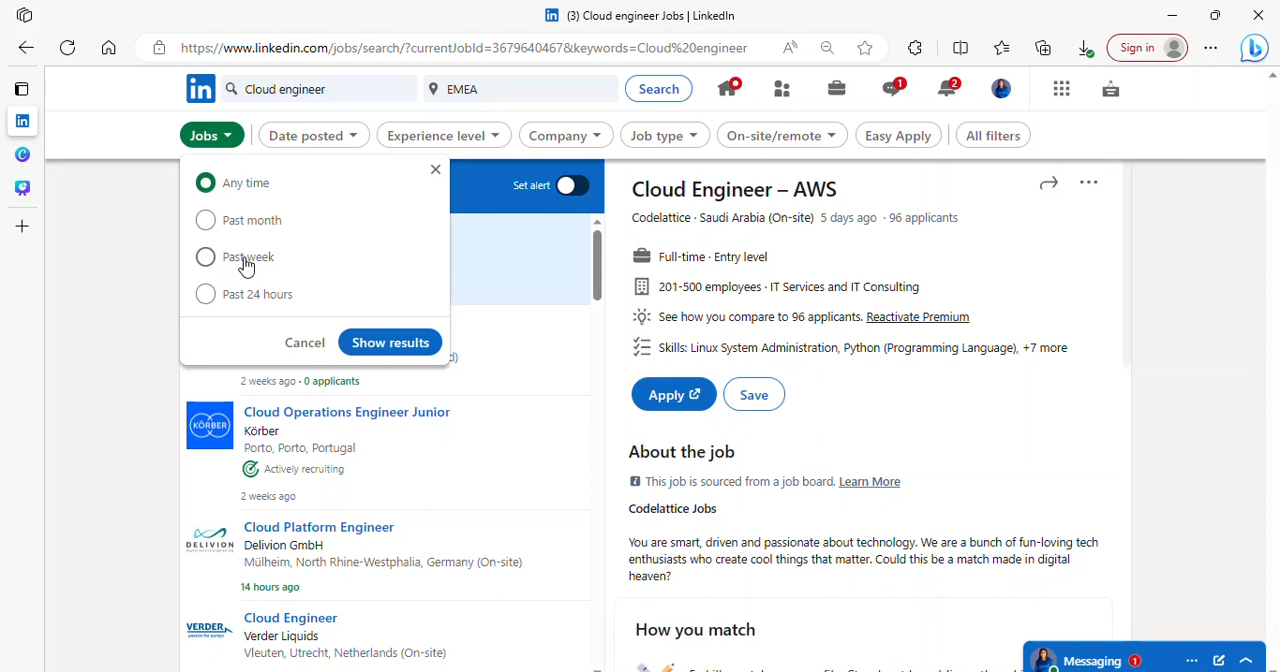 (3) Cloud engineer Jobs | LinkedIn
https://www.linkedin.com/jobs/search/?currentJobId=3679640467&keywords=Cloud%20engineer
Sign in
in
Cloud engineer
EMEA
Search
1
2
Jobs
Date posted
Experience level
Company
Job type
On-site/remote
Easy Apply
All filters
Any time
Past month
Past week
Past 24 hours
Cancel
Show results
Set alert
d)
2 weeks ago · 0 applicants
KÖRBER
Cloud Operations Engineer Junior
Körber
Porto, Porto, Portugal
Actively recruiting
2 weeks ago
DELIVION
Cloud Platform Engineer
Delivion GmbH
Mülheim, North Rhine-Westphalia, Germany (On-site)
14 hours ago
VERDER
Cloud Engineer
Verder Liquids
Vleuten, Utrecht, Netherlands (On-site)
Cloud Engineer – AWS
Codelattice · Saudi Arabia (On-site) 5 days ago · 96 applicants
Full-time · Entry level
201-500 employees · IT Services and IT Consulting
See how you compare to 96 applicants. Reactivate Premium
Skills: Linux System Administration, Python (Programming Language), +7 more
Apply
Save
About the job
This job is sourced from a job board. Learn More
Codelattice Jobs
You are smart, driven and passionate about technology. We are a bunch of fun-loving tech
enthusiasts who create cool things that matter. Could this be a match made in digital
heaven?
How you match
Messaging 1